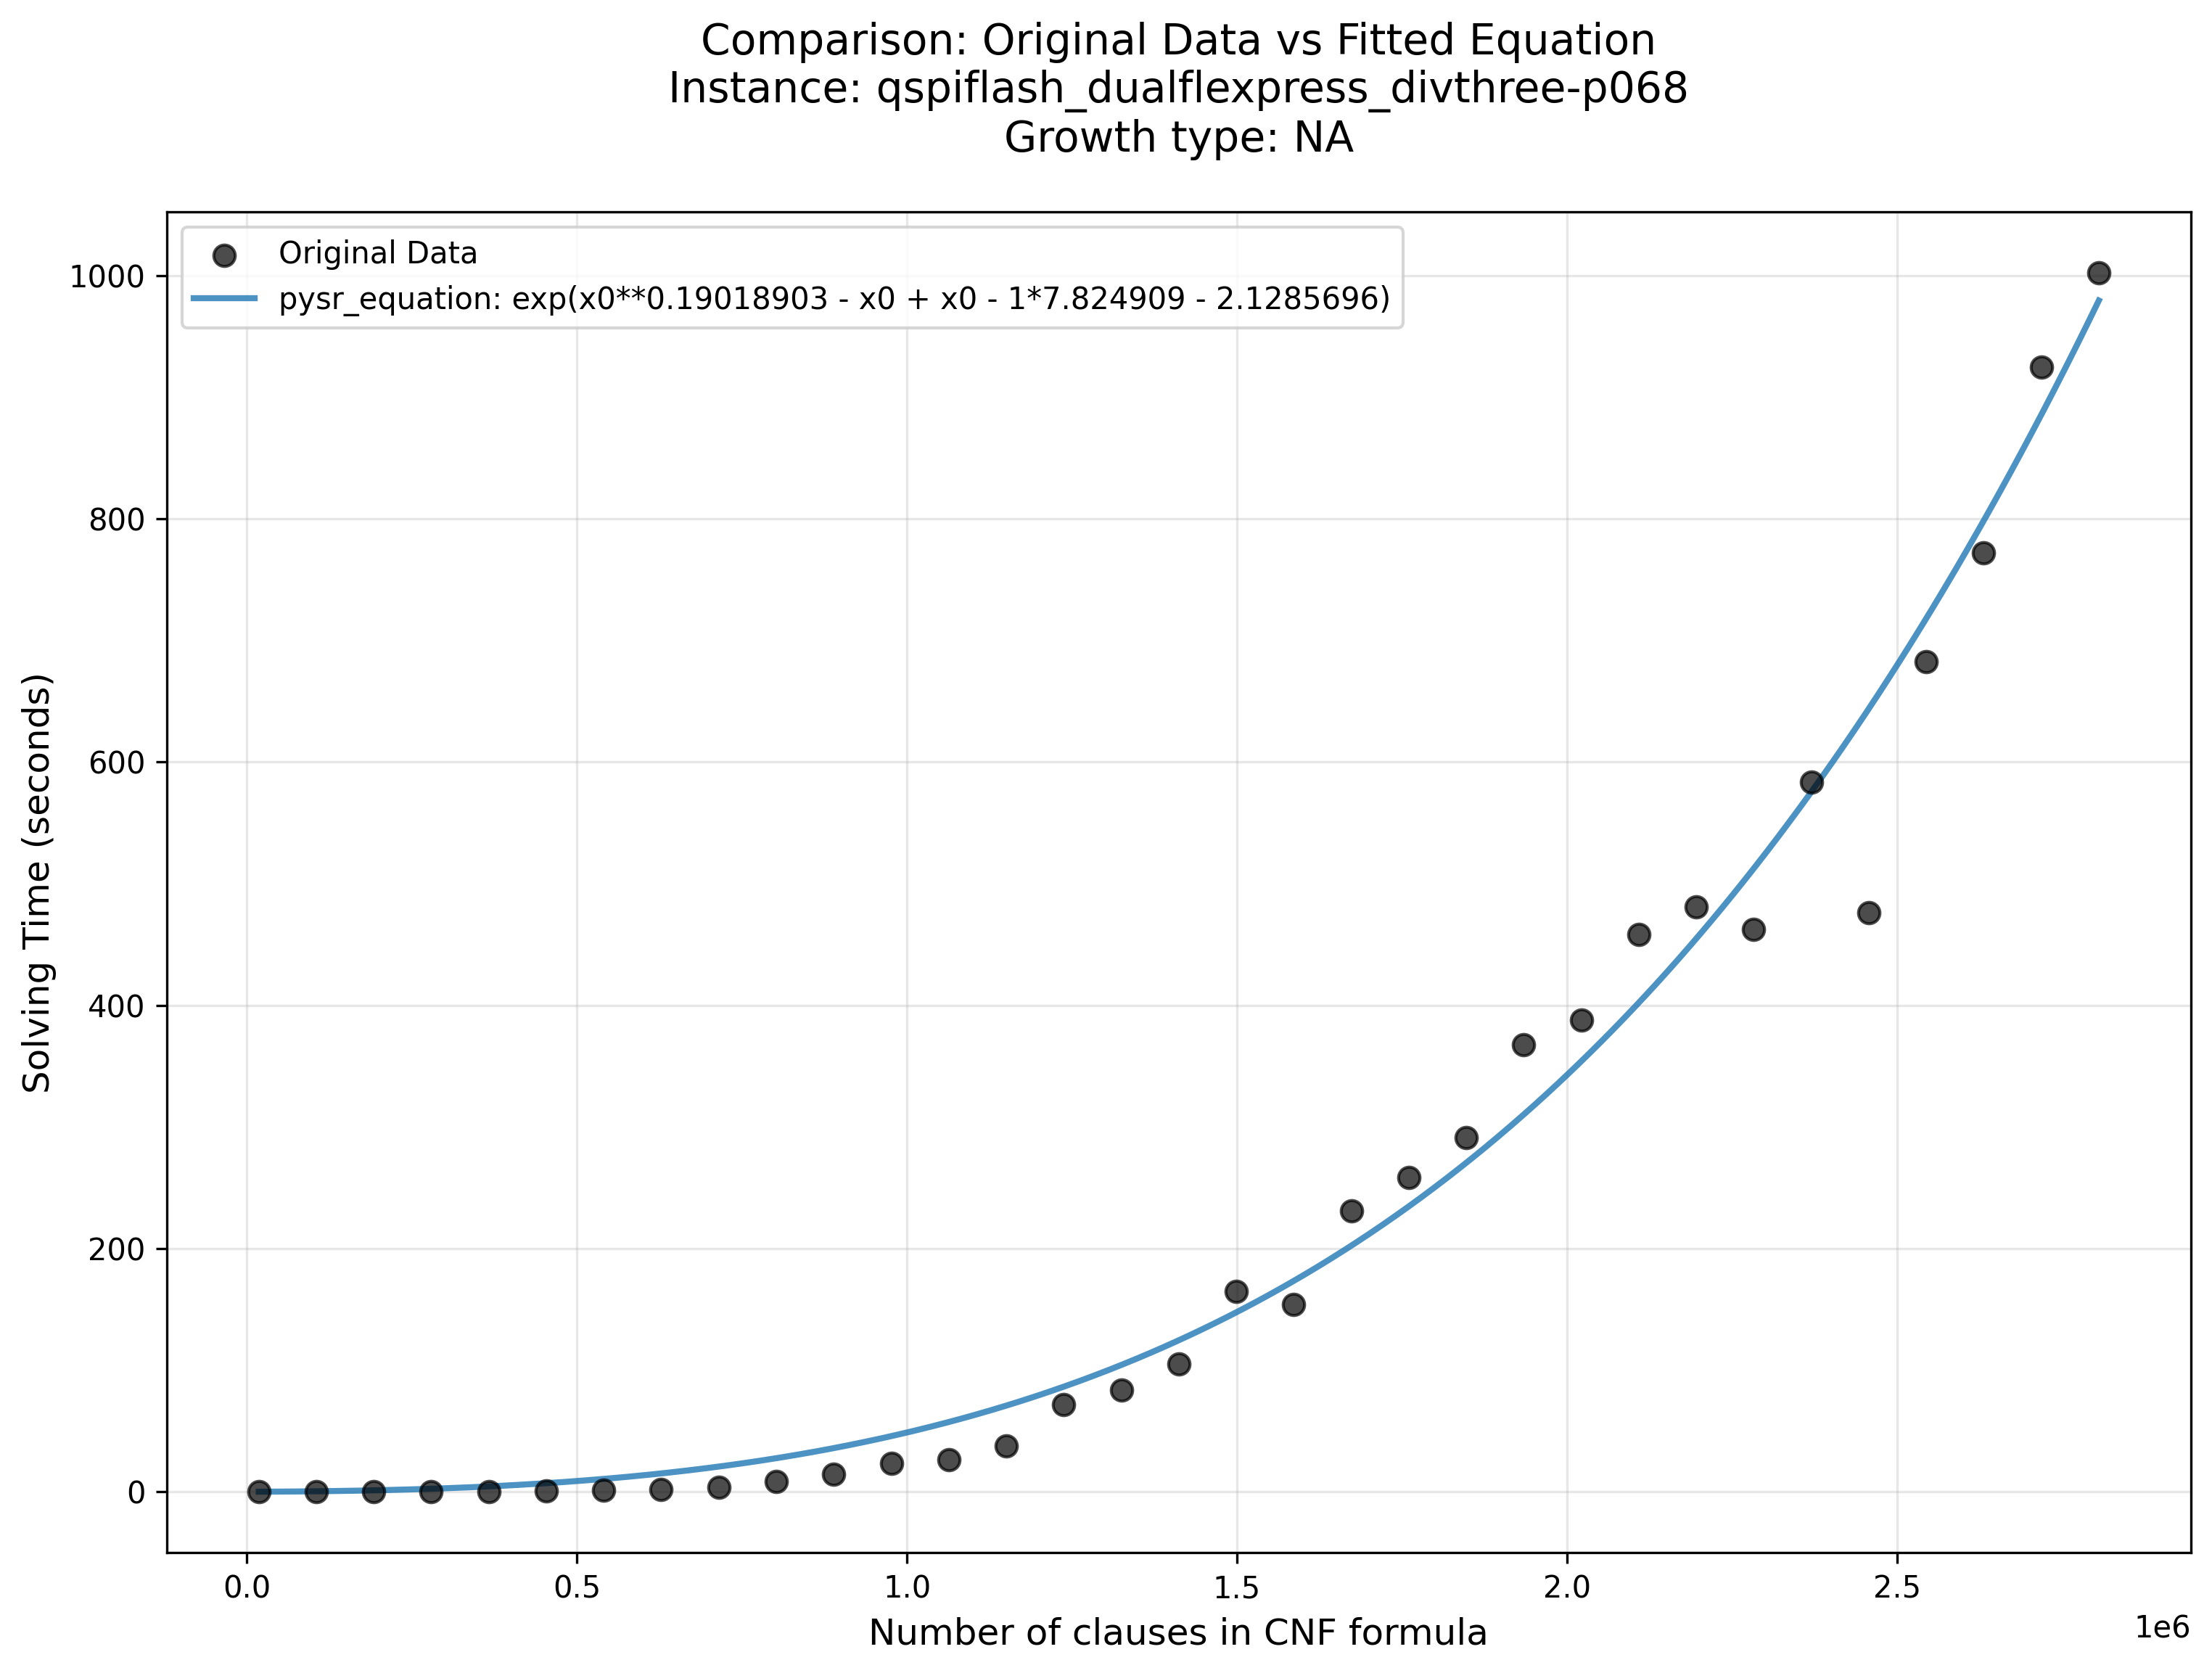 Comparison: Original Data vs Fitted Equation
Instance: qspiflash_dualflexpress_divthree-p068
Growth type: NA
Original Data
pysr_equation: exp(x0**0.19018903 - x0 + x0 - 1*7.824909 - 2.1285696)
1000
800
600
400
200
0
Solving Time (seconds)
0.0 0.5 1.0 1.5 2.0 2.5
1e6
Number of clauses in CNF formula